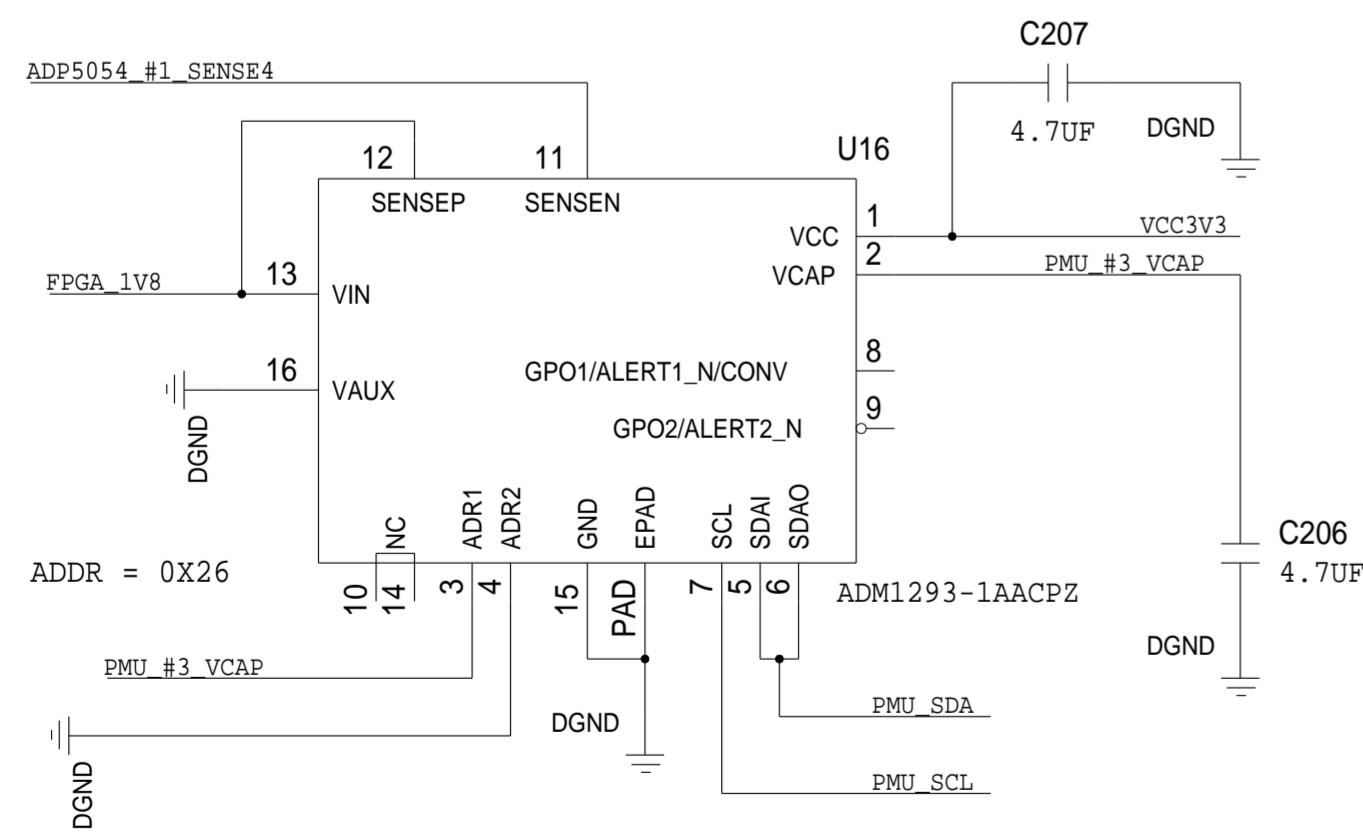 C207
ADP5054_#1_SENSE4
4.7UF
DGND
U16
12
11
SENSEP
SENSEN
1
VCC
VCC3V3
2
VCAP
PMU_#3_VCAP
FPGA_1V8
13
VIN
8
GPO1/ALERT1_N/CONV
16
VAUX
9
GPO2/ALERT2_N
DGND
NC
ADR1
ADR2
GND
EPAD
SCL
SDAI
SDAO
C206
4.7UF
ADDR = 0X26
10
14
3
4
15
PAD
7
5
6
ADM1293-1AACPZ
DGND
PMU_#3_VCAP
PMU_SDA
DGND
DGND
PMU_SCL